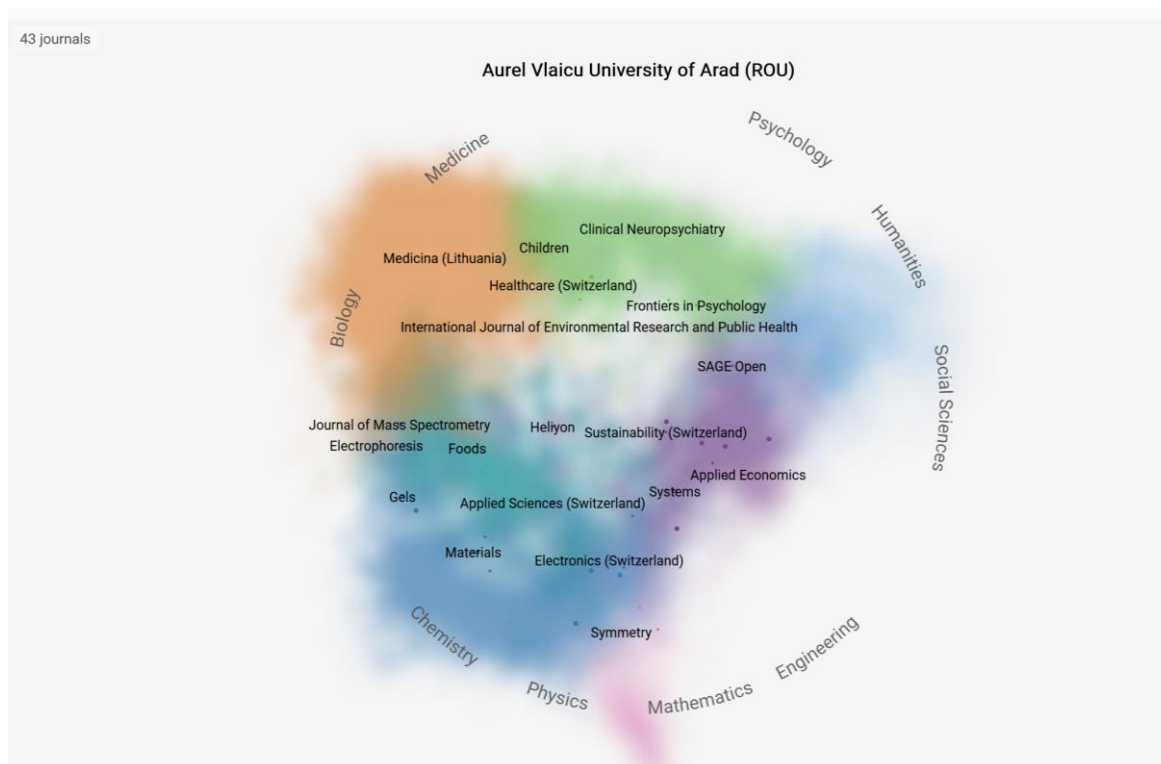 43 journals
Aurel Vlaicu University of Arad (ROU)
Psychology
Medicine
Humanities
Clinical Neuropsychiatry
Children
Medicina (Lithuania)
Healthcare (Switzerland)
Frontiers in Psychology
Biology
International Journal of Environmental Research and Public Health
SAGE Open
Social Sciences
Journal of Mass Spectrometry
Heliyon
Sustainability (Switzerland)
Electrophoresis
Foods
Applied Economics
Systems
Gels
Applied Sciences (Switzerland)
Materials
Electronics (Switzerland)
Symmetry
Chemistry
Engineering
Physics
Mathematics